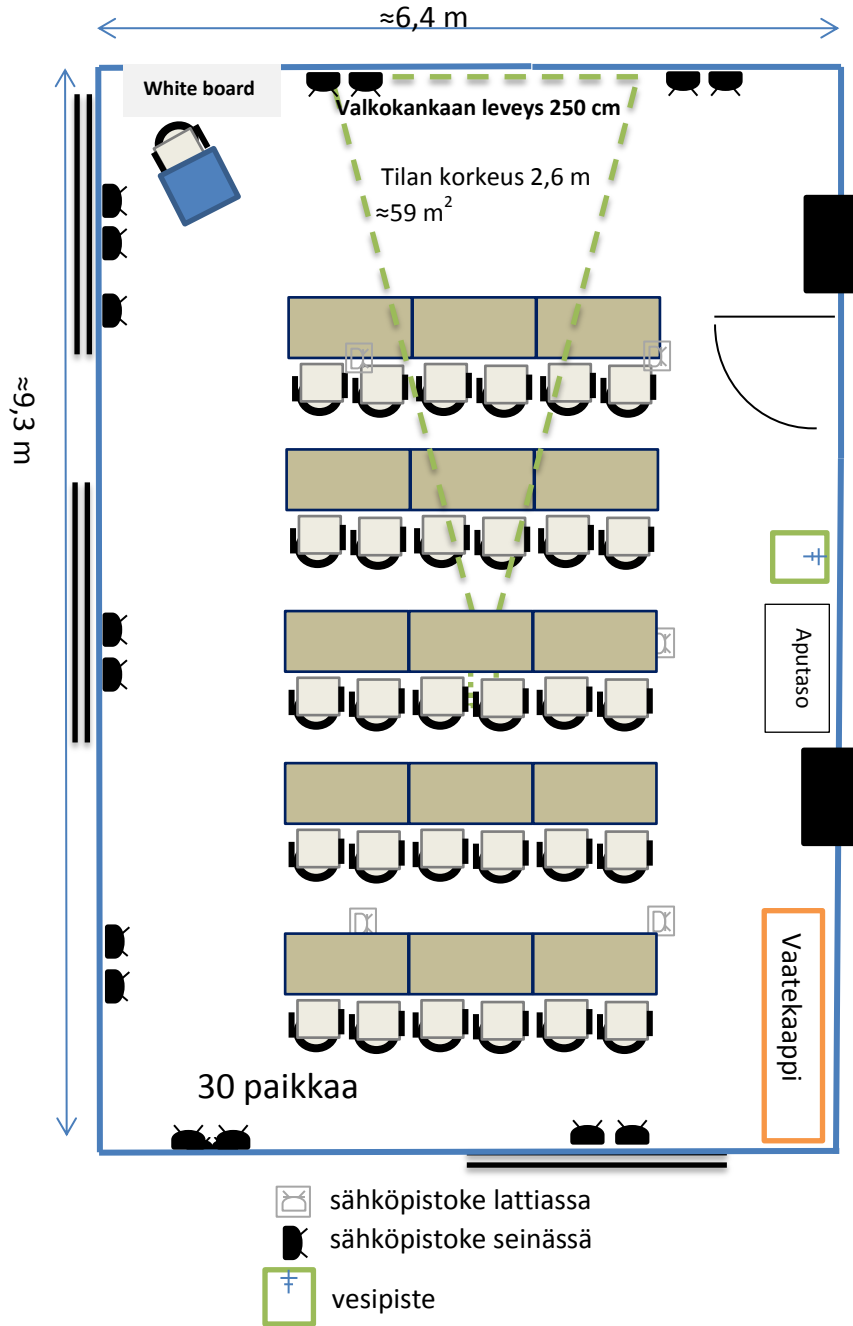 ≈6,4 m
White board
Valkokankaan leveys 250 cm
Tilan korkeus 2,6 m
≈59 m²
≈9,3 m
Aputaso
Vaatekaappi
30 paikkaa
sähköpistoke lattiassa
sähköpistoke seinässä
vesipiste